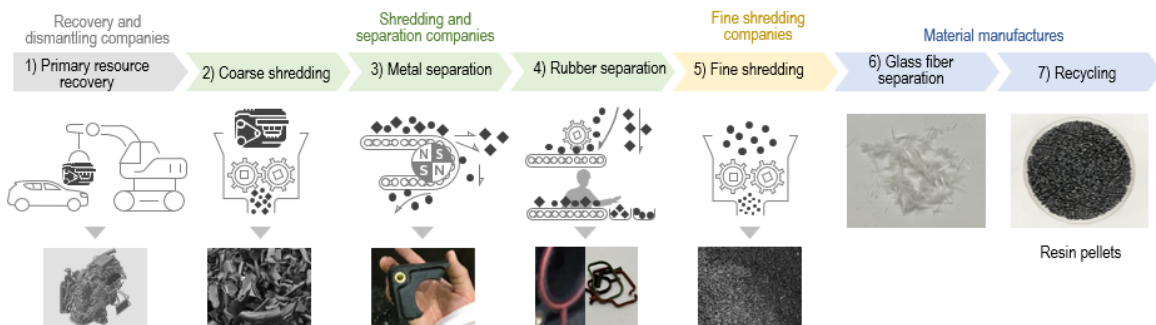 Recovery and
dismantling companies
Shredding and
separation companies
Fine shredding
companies
Material manufactures
1) Primary resource
recovery
2) Coarse shredding
3) Metal separation
4) Rubber separation
5) Fine shredding
6) Glass fiber
separation
7) Recycling
N S
S N
Resin pellets